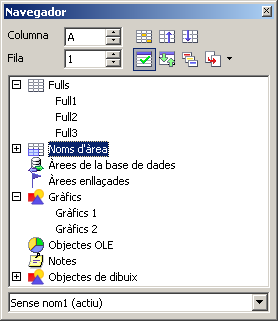 Navegador
Columna A
Fila 1
Fulls
Full1
Full2
Full3
Noms d'àrea
Àrees de la base de dades
Àrees enllaçades
Gràfics
Gràfics 1
Gràfics 2
Objectes OLE
Notes
Objectes de dibuix
Sense nom1 (actiu)